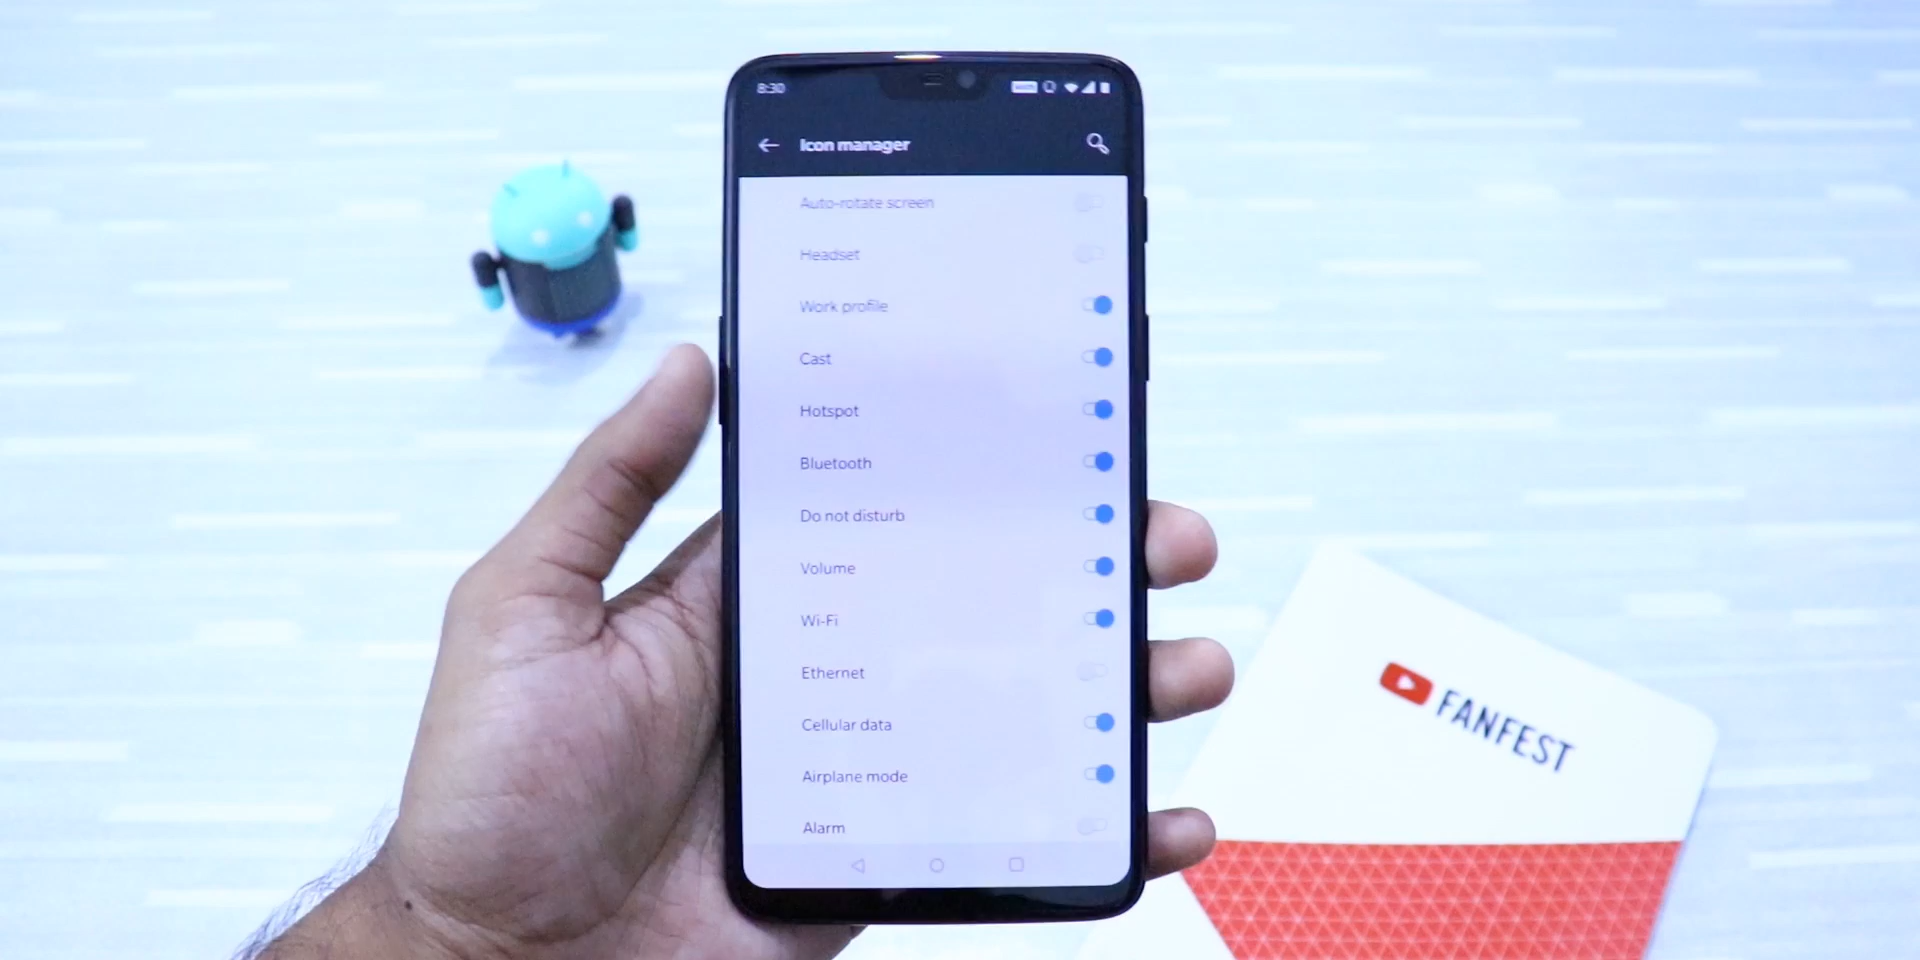 8:30
Icon manager
Auto-rotate screen
Headset
Work profile
Cast
Hotspot
Bluetooth
Do not disturb
Volume
Wi-Fi
Ethernet
Cellular data
Airplane mode
Alarm
FANFEST